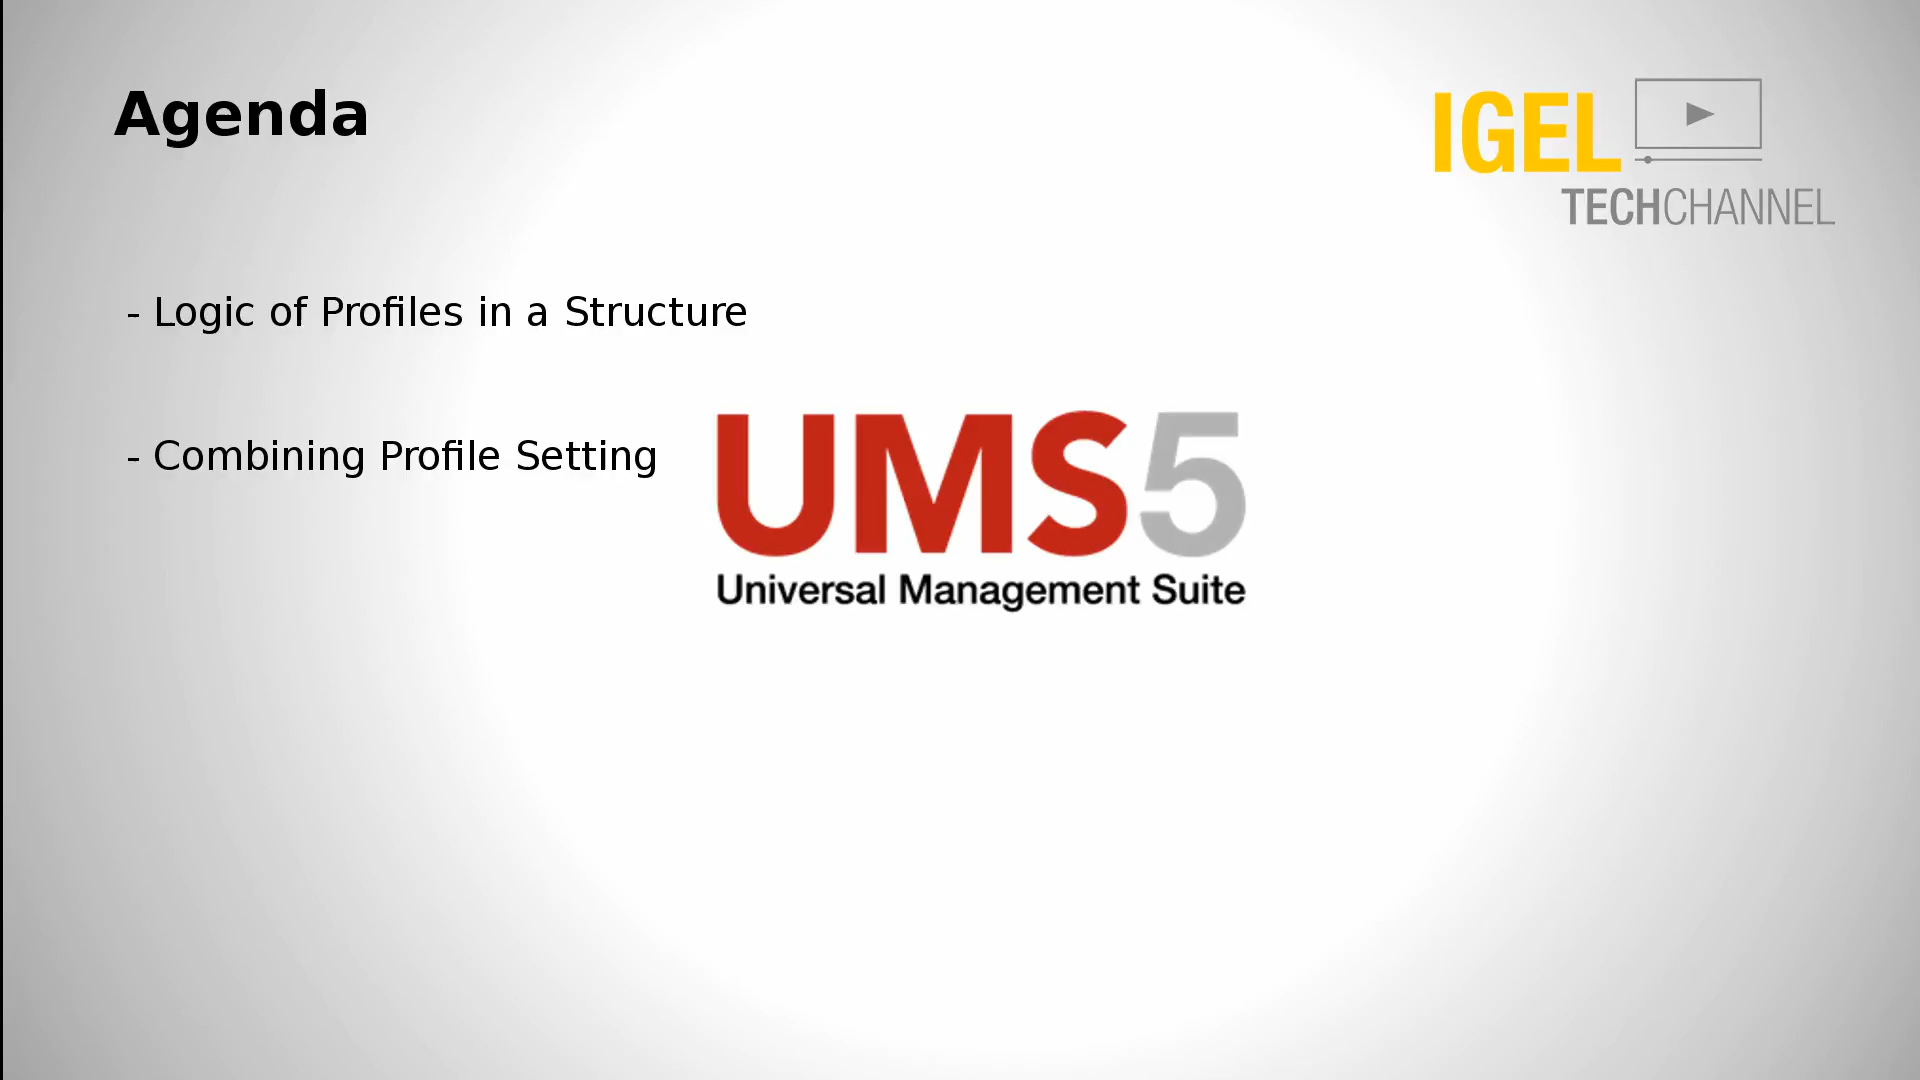 Agenda
IGEL
TECHCHANNEL
- Logic of Profiles in a Structure
- Combining Profile Setting
UMS5
Universal Management Suite